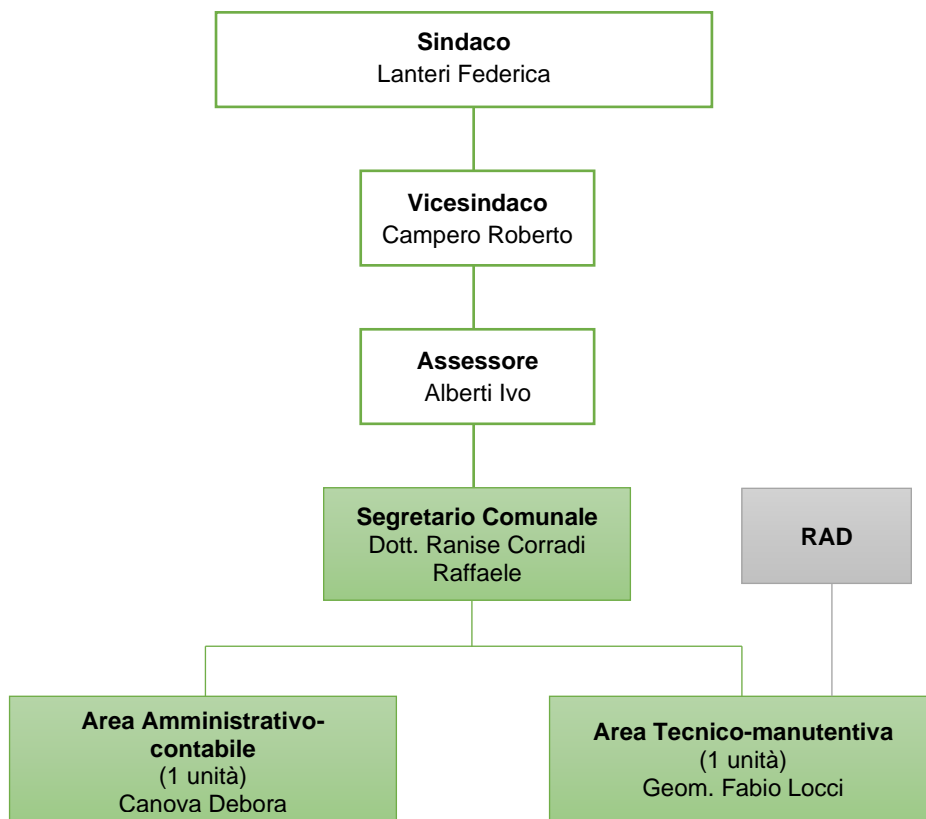 Sindaco
Lanteri Federica
Vicesindaco
Campero Roberto
Assessore
Alberti Ivo
Segretario Comunale
Dott. Ranise Corradi
Raffaele
RAD
Area Amministrativo-
contabile
(1 unità)
Canova Debora
Area Tecnico-manutentiva
(1 unità)
Geom. Fabio Locci